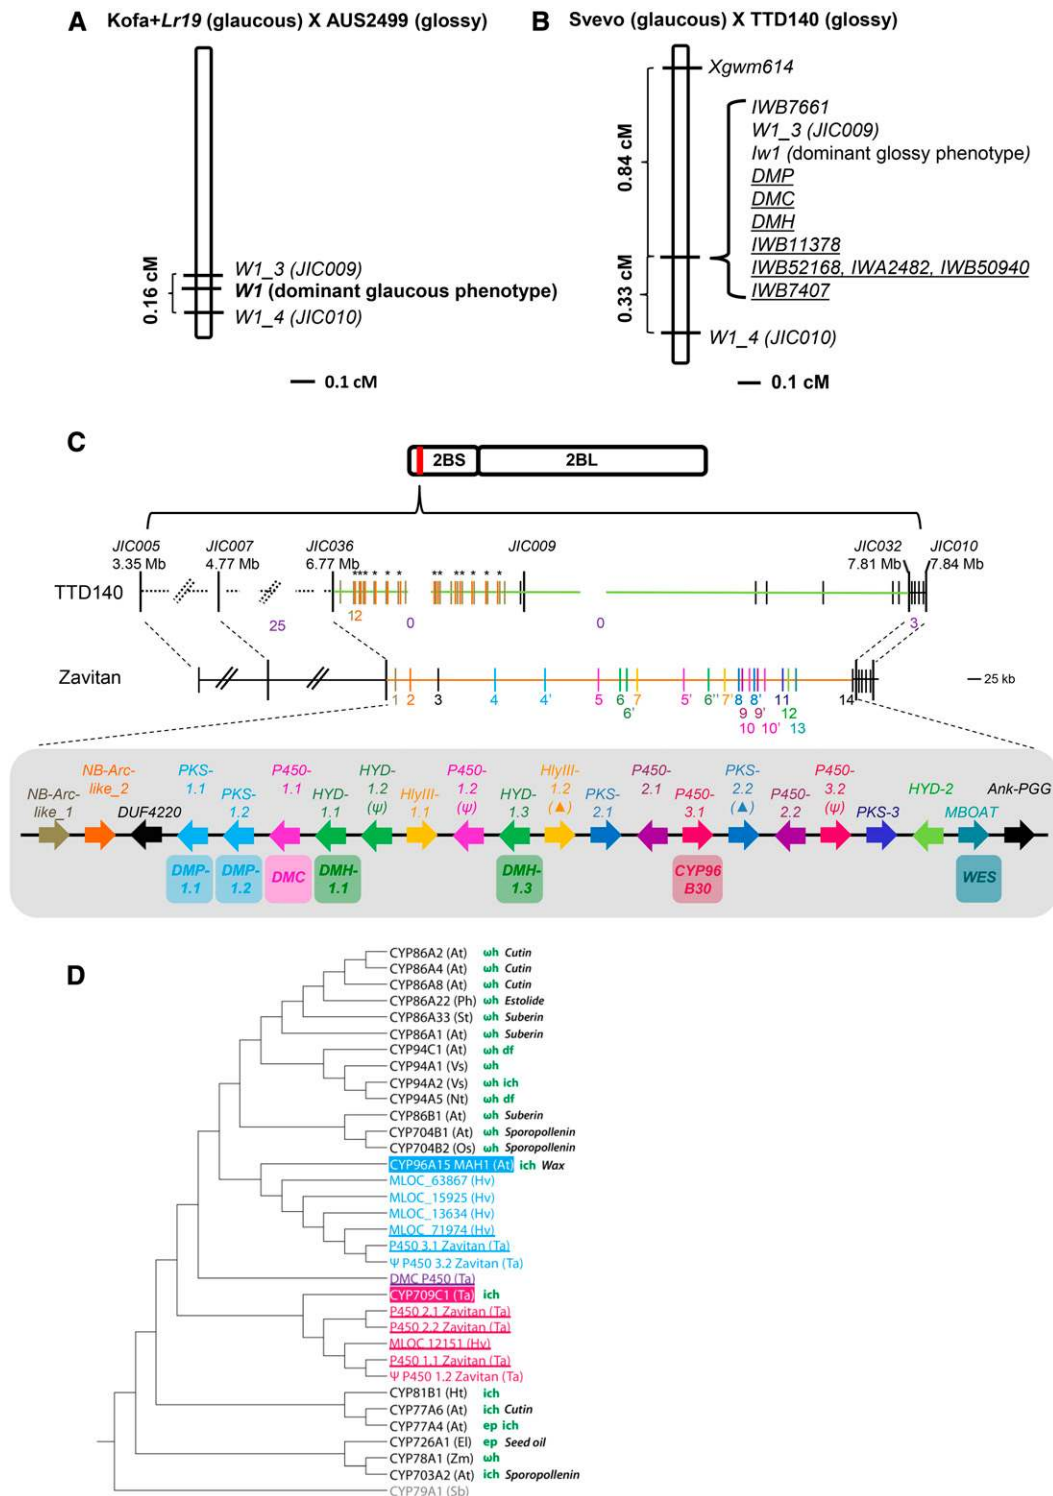 A Kofa+Lr19 (glaucous) X AUS2499 (glossy)
0.16 cM
W1_3 (JIC009)
W1 (dominant glaucous phenotype)
W1_4 (JIC010)
0.1 cM
B Svevo (glaucous) X TTD140 (glossy)
0.84 cM
0.33 cM
Xgwm614
IWB7661
W1_3 (JIC009)
Iw1 (dominant glossy phenotype)
DMP
DMC
DMH
IWB11378
IWB52168, IWA2482, IWB50940
IWB7407
W1_4 (JIC010)
0.1 cM
C
2BS 2BL
JIC005 JIC007 JIC036 JIC009 JIC032 JIC010
3.35 Mb 4.77 Mb 6.77 Mb 7.81 Mb 7.84 Mb
TTD140
** ** * * * ** ** * * *
25 12 0 0 3
Zavitan
25 kb
1 2 3 4 4' 5 6 7 5' 6'' 7' 8 8' 11 14
6' 9 9' 12
10 10' 13
NB-Arc-like_1
NB-Arc-like_2
DUF4220
PKS-1.1
PKS-1.2
P450-1.1
HYD-1.1
HYD-1.2 (ψ)
HlyIII-1.1
P450-1.2 (ψ)
HYD-1.3
HlyIII-1.2 (▲)
PKS-2.1
P450-2.1
P450-3.1
PKS-2.2 (▲)
P450-2.2
P450-3.2 (ψ)
PKS-3
HYD-2
MBOAT
Ank-PGG
DMP-1.1
DMP-1.2
DMC
DMH-1.1
DMH-1.3
CYP96B30
WES
D
CYP86A2 (At) ωh Cutin
CYP86A4 (At) ωh Cutin
CYP86A8 (At) ωh Cutin
CYP86A22 (Ph) ωh Estolide
CYP86A33 (St) ωh Suberin
CYP86A1 (At) ωh Suberin
CYP94C1 (At) ωh df
CYP94A1 (Vs) ωh
CYP94A2 (Vs) ωh ich
CYP94A5 (Nt) ωh df
CYP86B1 (At) ωh Suberin
CYP704B1 (At) ωh Sporopollenin
CYP704B2 (Os) ωh Sporopollenin
CYP96A15 MAH1 (At) ich Wax
MLOC_63867 (Hv)
MLOC_15925 (Hv)
MLOC_13634 (Hv)
MLOC_71974 (Hv)
P450 3.1 Zavitan (Ta)
Ψ P450 3.2 Zavitan (Ta)
DMC P450 (Ta)
CYP709C1 (Ta) ich
P450 2.1 Zavitan (Ta)
P450 2.2 Zavitan (Ta)
MLOC 12151 (Hv)
P450 1.1 Zavitan (Ta)
Ψ P450 1.2 Zavitan (Ta)
CYP81B1 (Ht) ich
CYP77A6 (At) ich Cutin
CYP77A4 (At) ep ich
CYP726A1 (El) ep Seed oil
CYP78A1 (Zm) ωh
CYP703A2 (At) ich Sporopollenin
CYP79A1 (Sb)